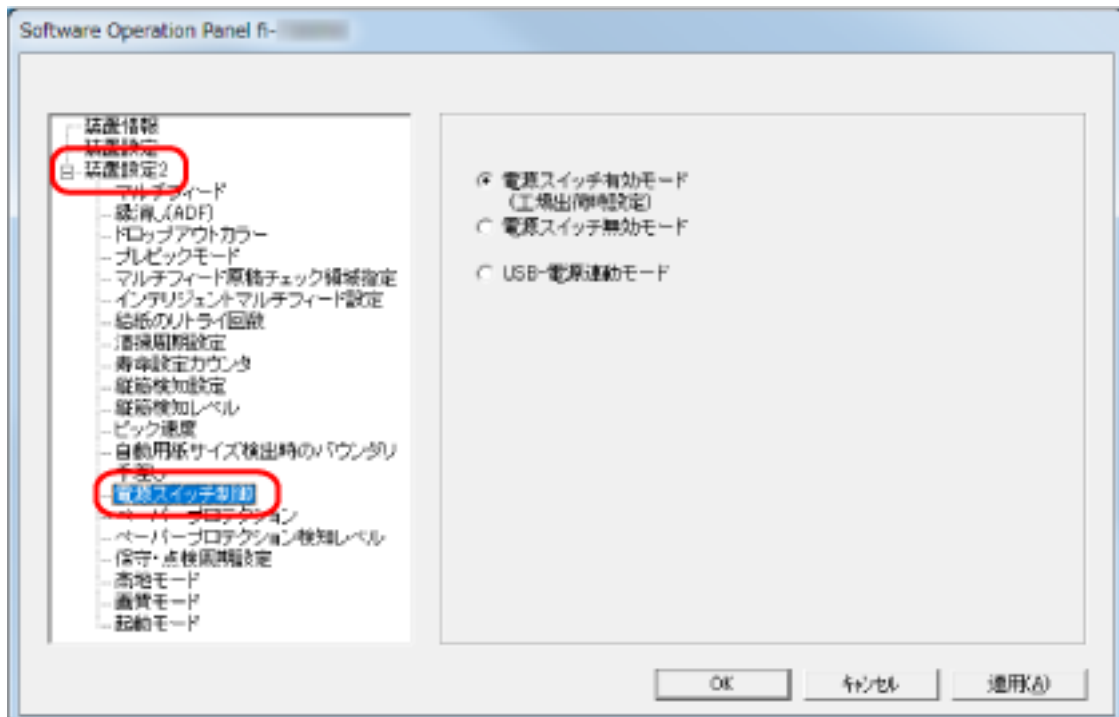 Software Operation Panel fi-
装置情報
装置設定
装置設定2
マルチフィード
縁消し(ADF)
ドロップアウトカラー
プレピックモード
マルチフィード原稿チェック領域指定
インテリジェントマルチフィード設定
給紙のリトライ回数
清掃周期設定
寿命設定カウンタ
縦筋検知設定
縦筋検知レベル
ピック速度
自動用紙サイズ検出時のバウンダリ
手差し
電源スイッチ制御
ペーパープロテクション
ペーパープロテクション検知レベル
保守・点検周期設定
高地モード
画質モード
起動モード
電源スイッチ有効モード
(工場出荷時設定)
電源スイッチ無効モード
USB-電源連動モード
OK
キャンセル
適用(A)